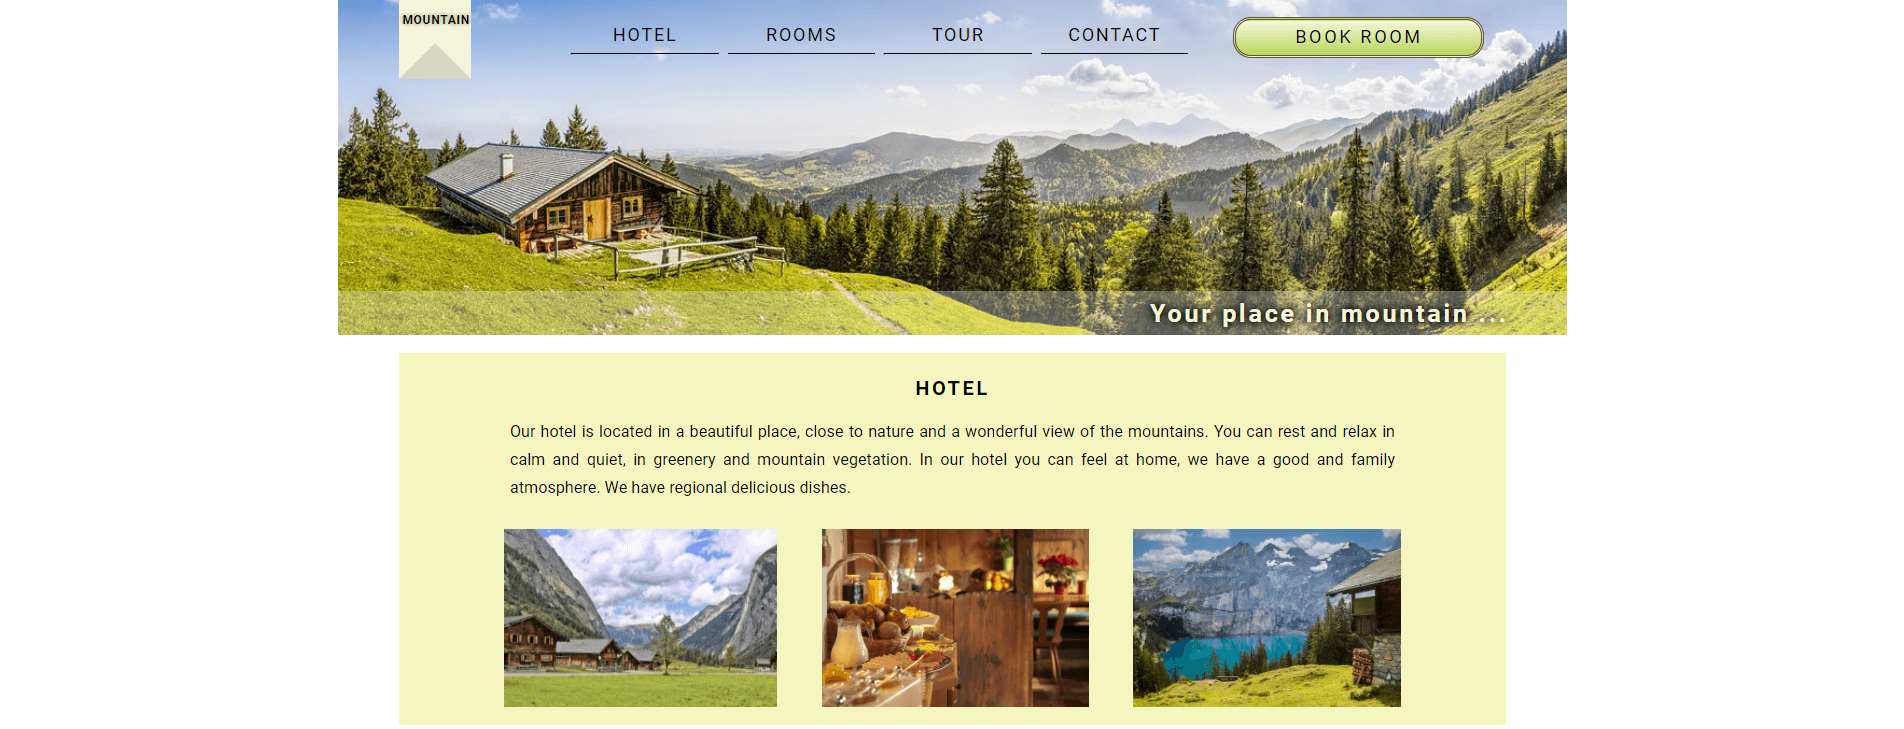 MOUNTAIN
HOTEL
ROOMS
TOUR
CONTACT
BOOK ROOM
Your place in mountain ...
HOTEL
Our hotel is located in a beautiful place, close to nature and a wonderful view of the mountains. You can rest and relax in
calm and quiet, in greenery and mountain vegetation. In our hotel you can feel at home, we have a good and family
atmosphere. We have regional delicious dishes.